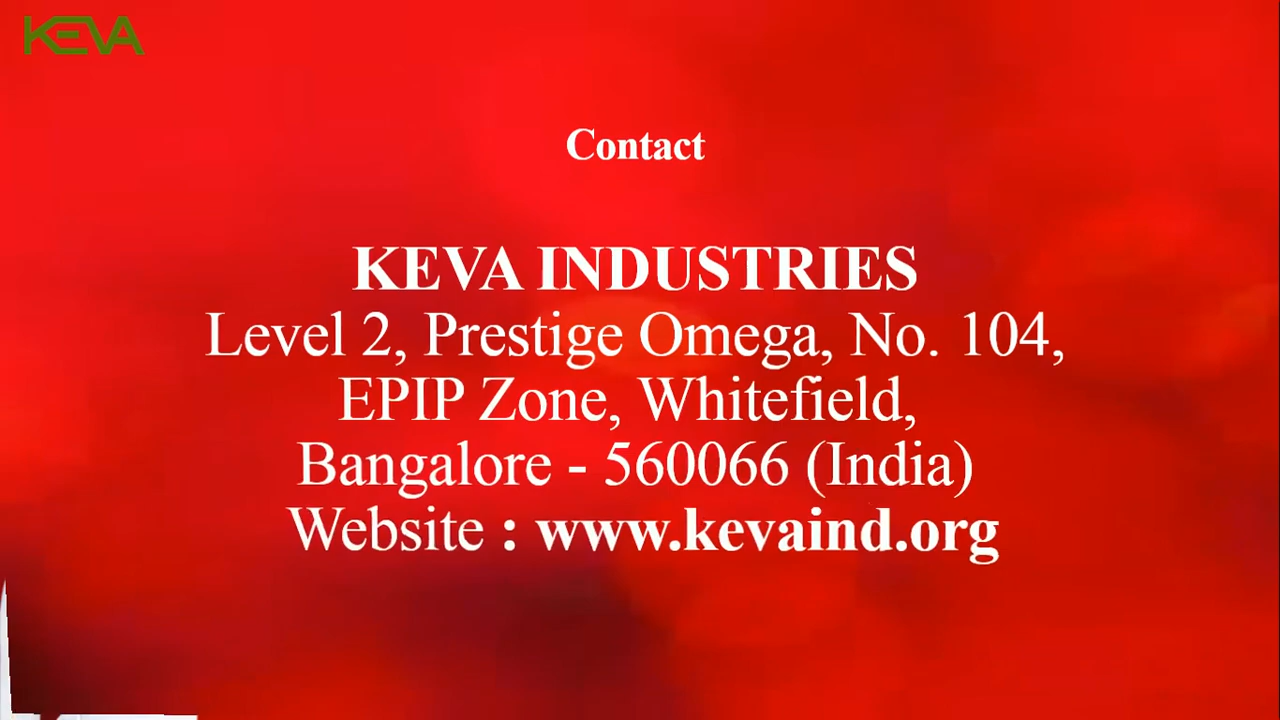 KEVA
Contact
KEVA INDUSTRIES
Level 2, Prestige Omega, No. 104,
EPIP Zone, Whitefield,
Bangalore - 560066 (India)
Website : www.kevaind.org